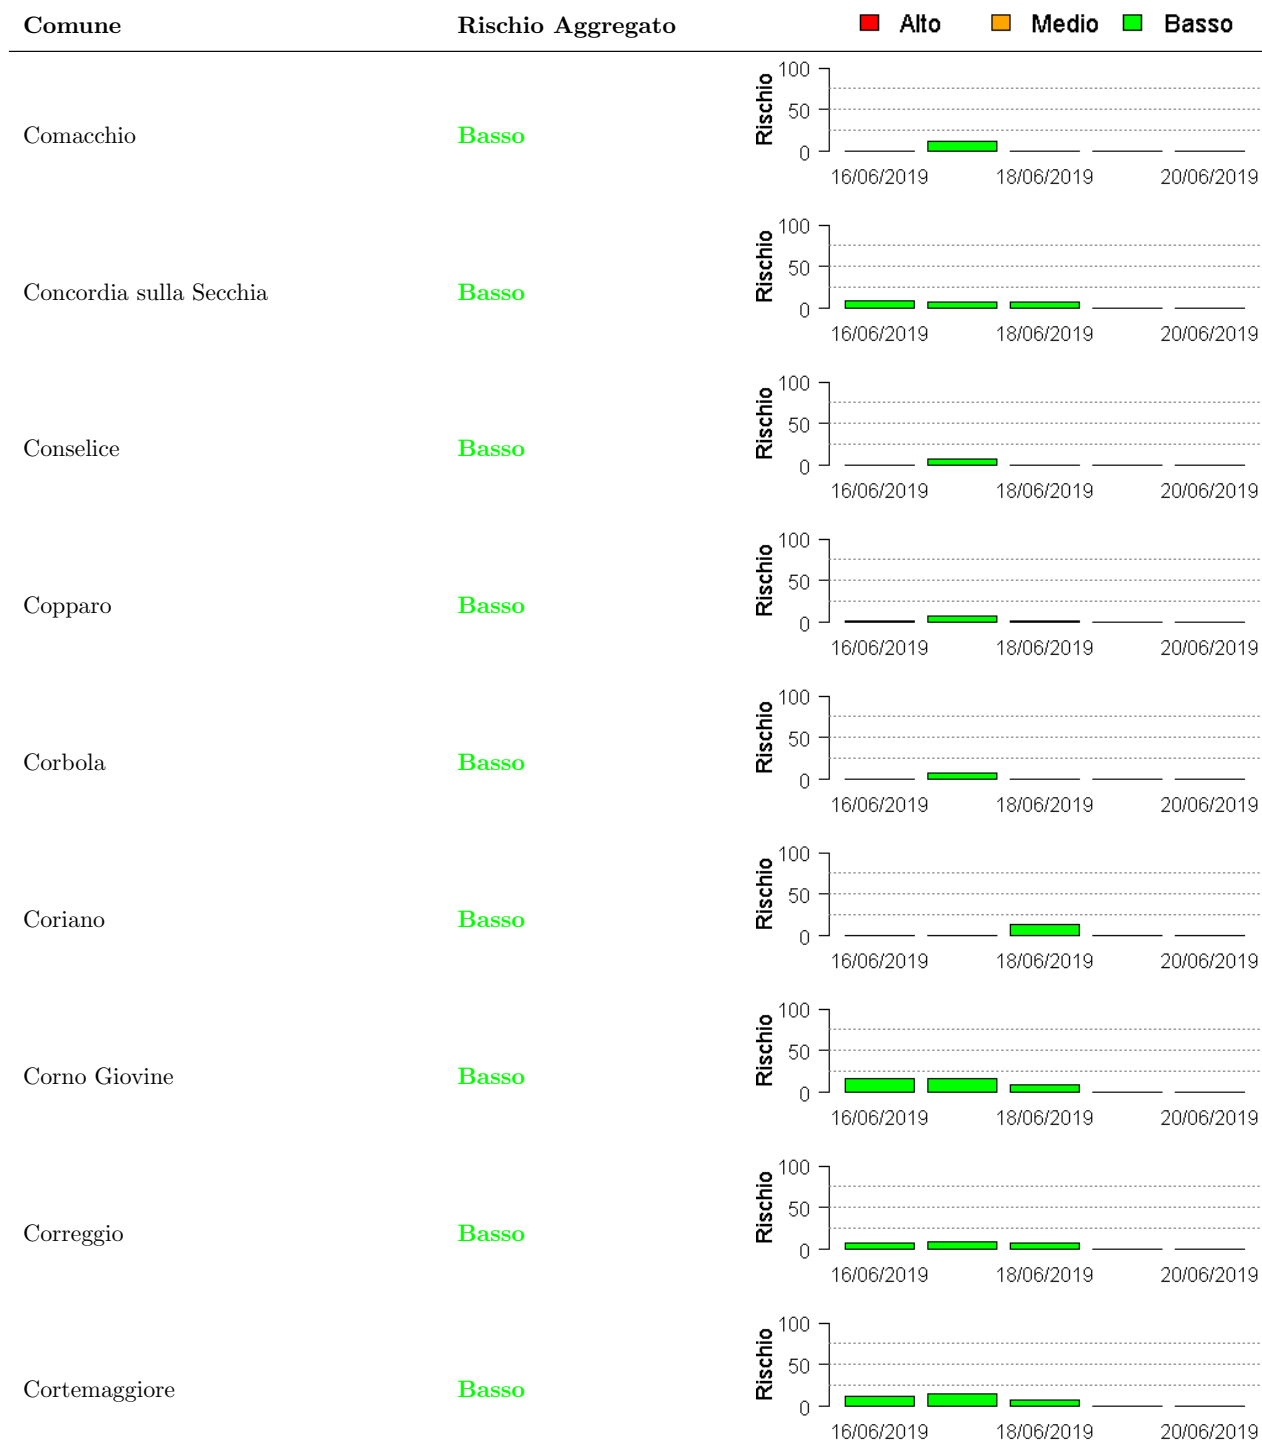 Comune Rischio Aggregato Alto Medio Basso
100
50
0
Rischio
Comacchio Basso
16/06/2019 18/06/2019 20/06/2019
100
50
0
Rischio
Concordia sulla Secchia Basso
16/06/2019 18/06/2019 20/06/2019
100
50
0
Rischio
Conselice Basso
16/06/2019 18/06/2019 20/06/2019
100
50
0
Rischio
Copparo Basso
16/06/2019 18/06/2019 20/06/2019
100
50
0
Rischio
Corbola Basso
16/06/2019 18/06/2019 20/06/2019
100
50
0
Rischio
Coriano Basso
16/06/2019 18/06/2019 20/06/2019
100
50
0
Rischio
Corno Giovine Basso
16/06/2019 18/06/2019 20/06/2019
100
50
0
Rischio
Correggio Basso
16/06/2019 18/06/2019 20/06/2019
100
50
0
Rischio
Cortemaggiore Basso
16/06/2019 18/06/2019 20/06/2019